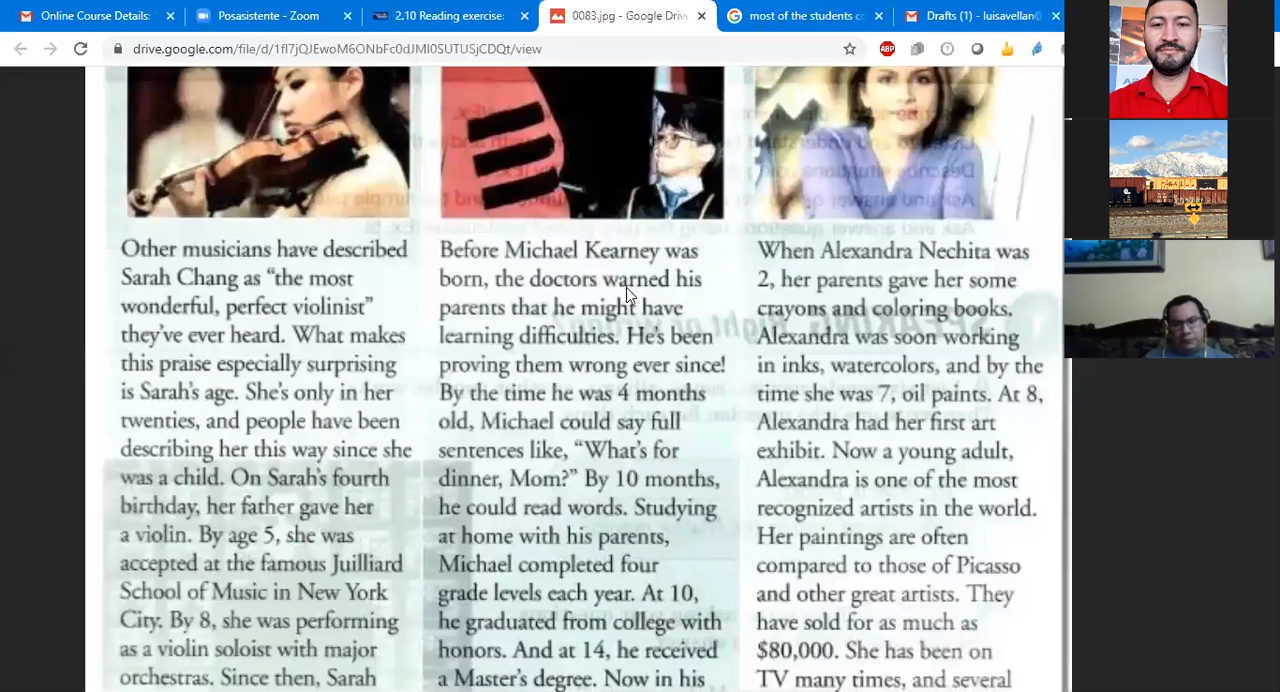 Online Course Details:
Posasistente - Zoom
2.10 Reading exercise:
0083.jpg - Google Driv
most of the students c
Drafts (1) - luisavellan@
drive.google.com/file/d/1fl7jQJEwoM6ONbFc0dJMl0SUTUSjCDQt/view
ABP
Other musicians have described
Sarah Chang as “the most
wonderful, perfect violinist”
they’ve ever heard. What makes
this praise especially surprising
is Sarah’s age. She’s only in her
twenties, and people have been
describing her this way since she
was a child. On Sarah’s fourth
birthday, her father gave her
a violin. By age 5, she was
accepted at the famous Juilliard
School of Music in New York
City. By 8, she was performing
as a violin soloist with major
orchestras. Since then, Sarah
Before Michael Kearney was
born, the doctors warned his
parents that he might have
learning difficulties. He’s been
proving them wrong ever since!
By the time he was 4 months
old, Michael could say full
sentences like, “What’s for
dinner, Mom?” By 10 months,
he could read words. Studying
at home with his parents,
Michael completed four
grade levels each year. At 10,
he graduated from college with
honors. And at 14, he received
a Master’s degree. Now in his
When Alexandra Nechita was
2, her parents gave her some
crayons and coloring books.
Alexandra was soon working
in inks, watercolors, and by the
time she was 7, oil paints. At 8,
Alexandra had her first art
exhibit. Now a young adult,
Alexandra is one of the most
recognized artists in the world.
Her paintings are often
compared to those of Picasso
and other great artists. They
have sold for as much as
$80,000. She has been on
TV many times, and several